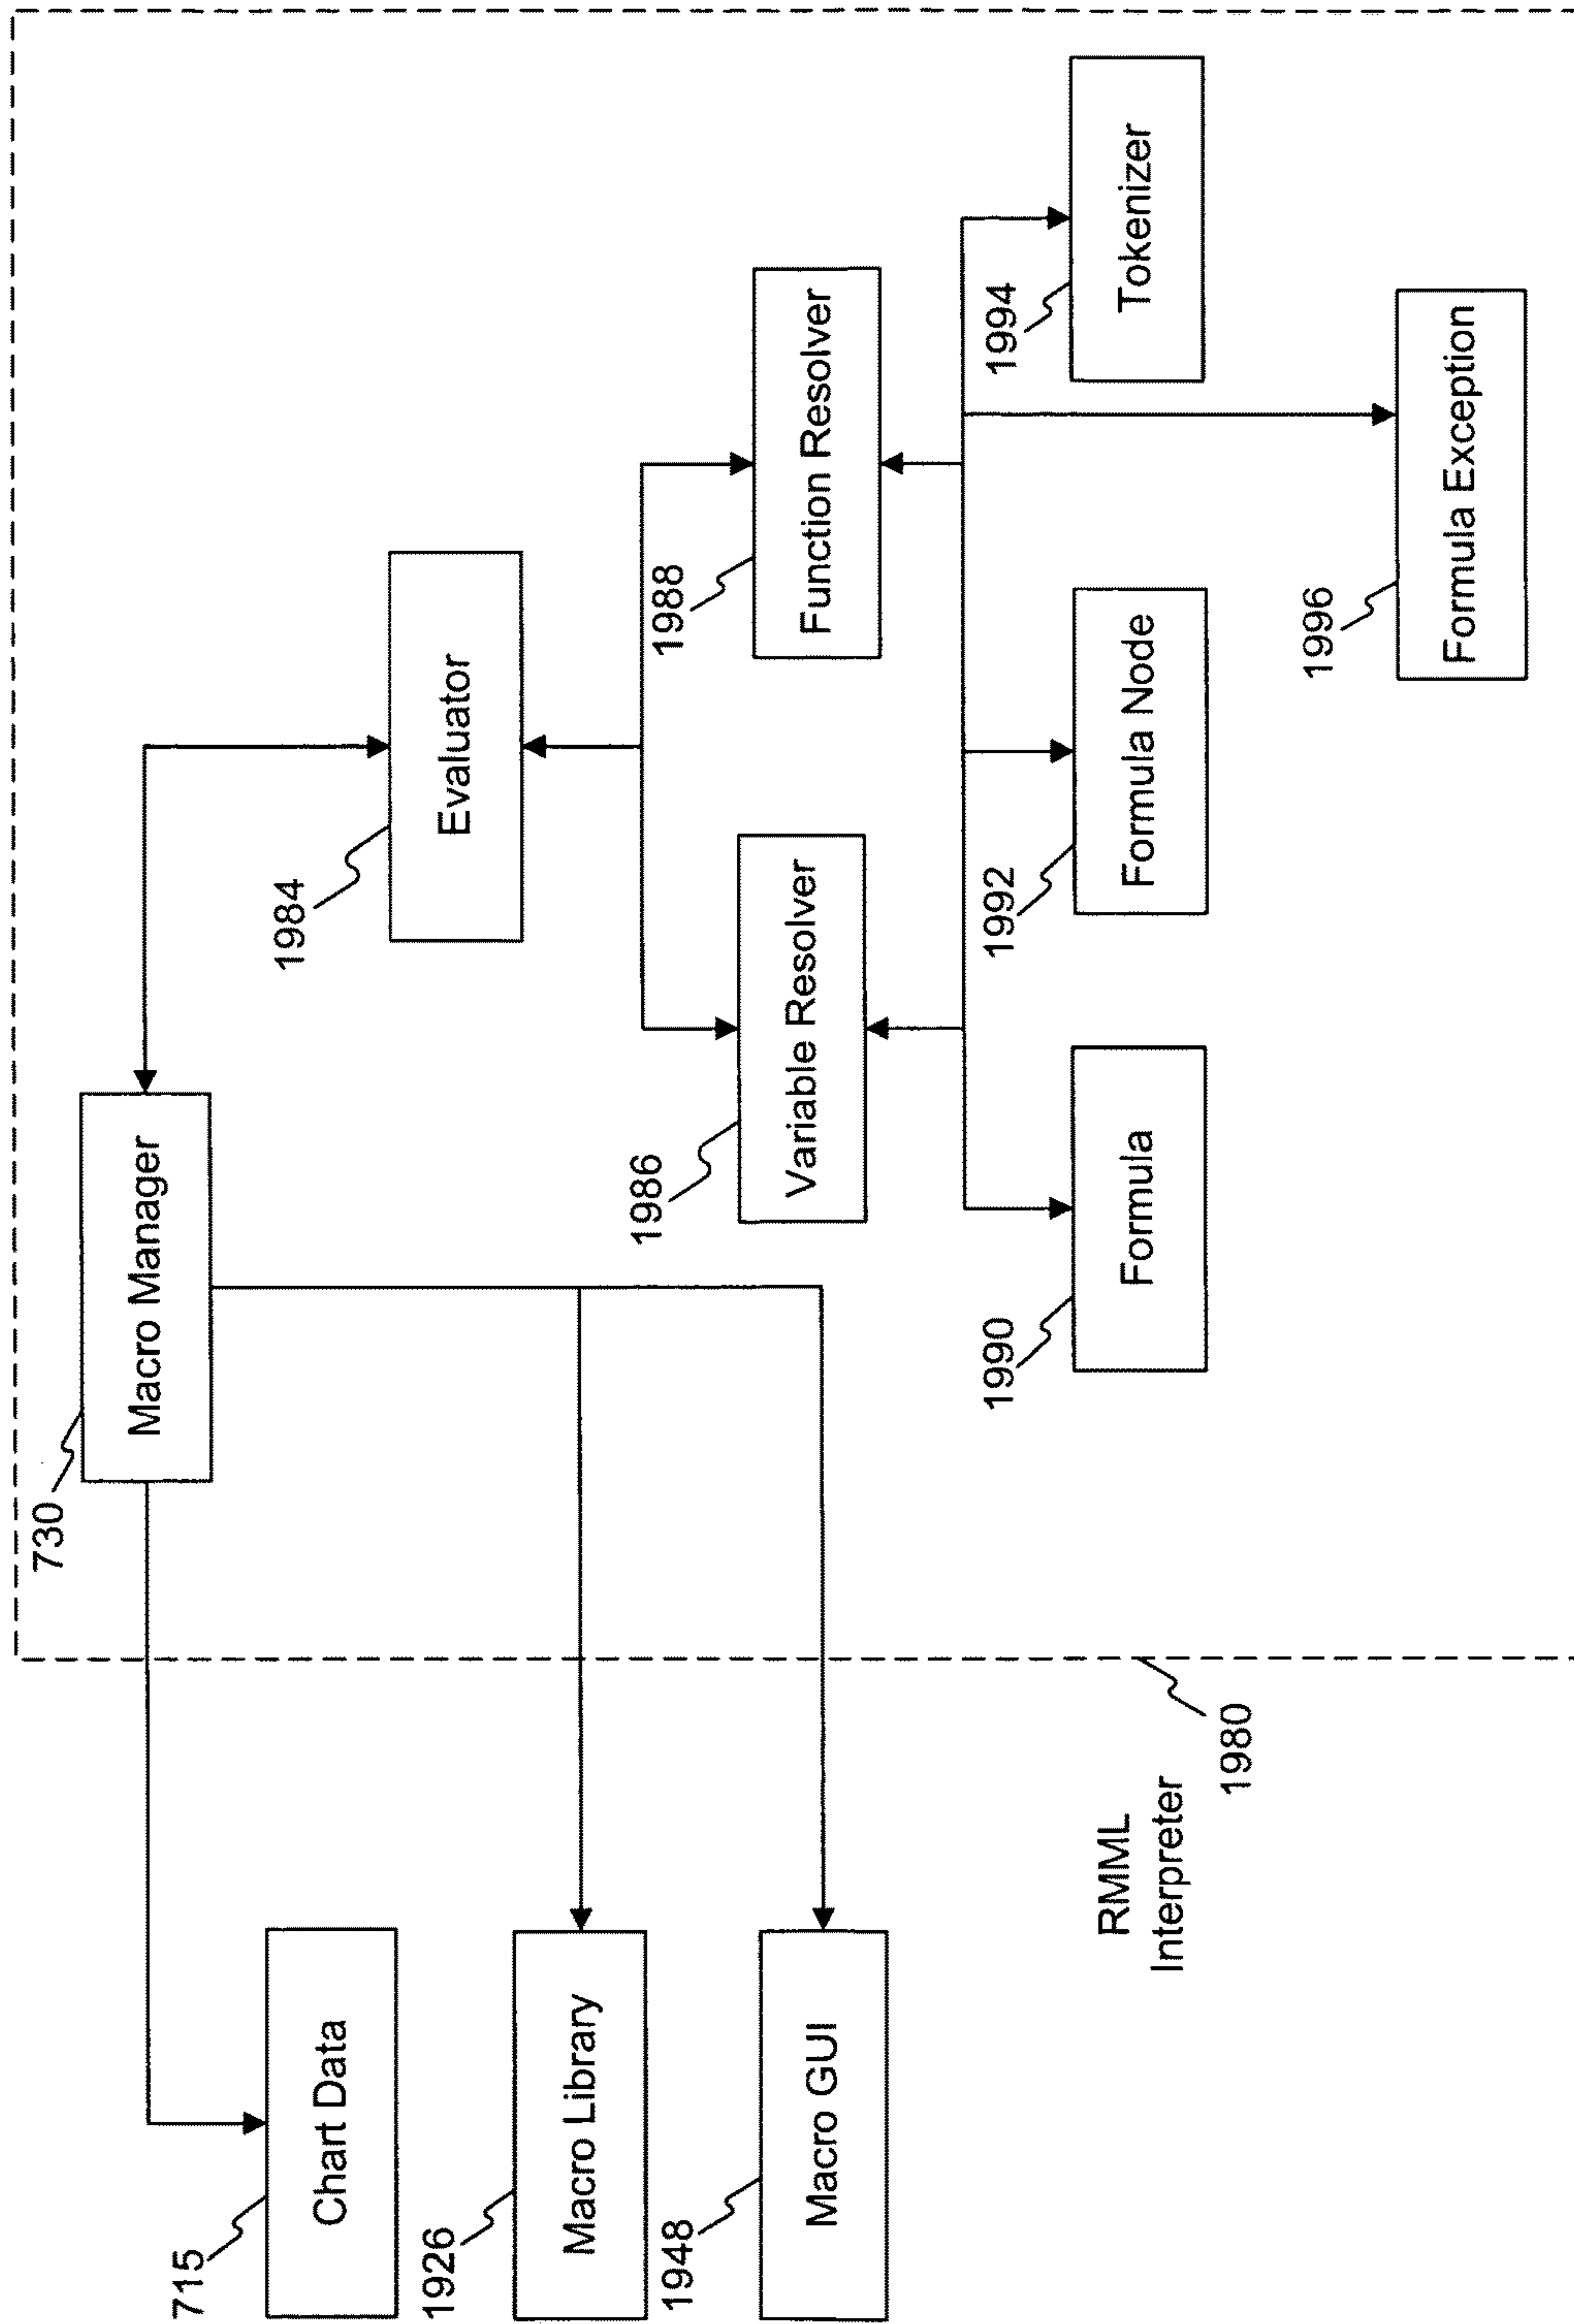 730
Macro Manager
1984
Evaluator
715
Chart Data
1926
Macro Library
1948
Macro GUI
1986
Variable Resolver
1988
Function Resolver
1990
Formula
1992
Formula Node
1994
Tokenizer
1996
Formula Exception
RMML
Interpreter
1980